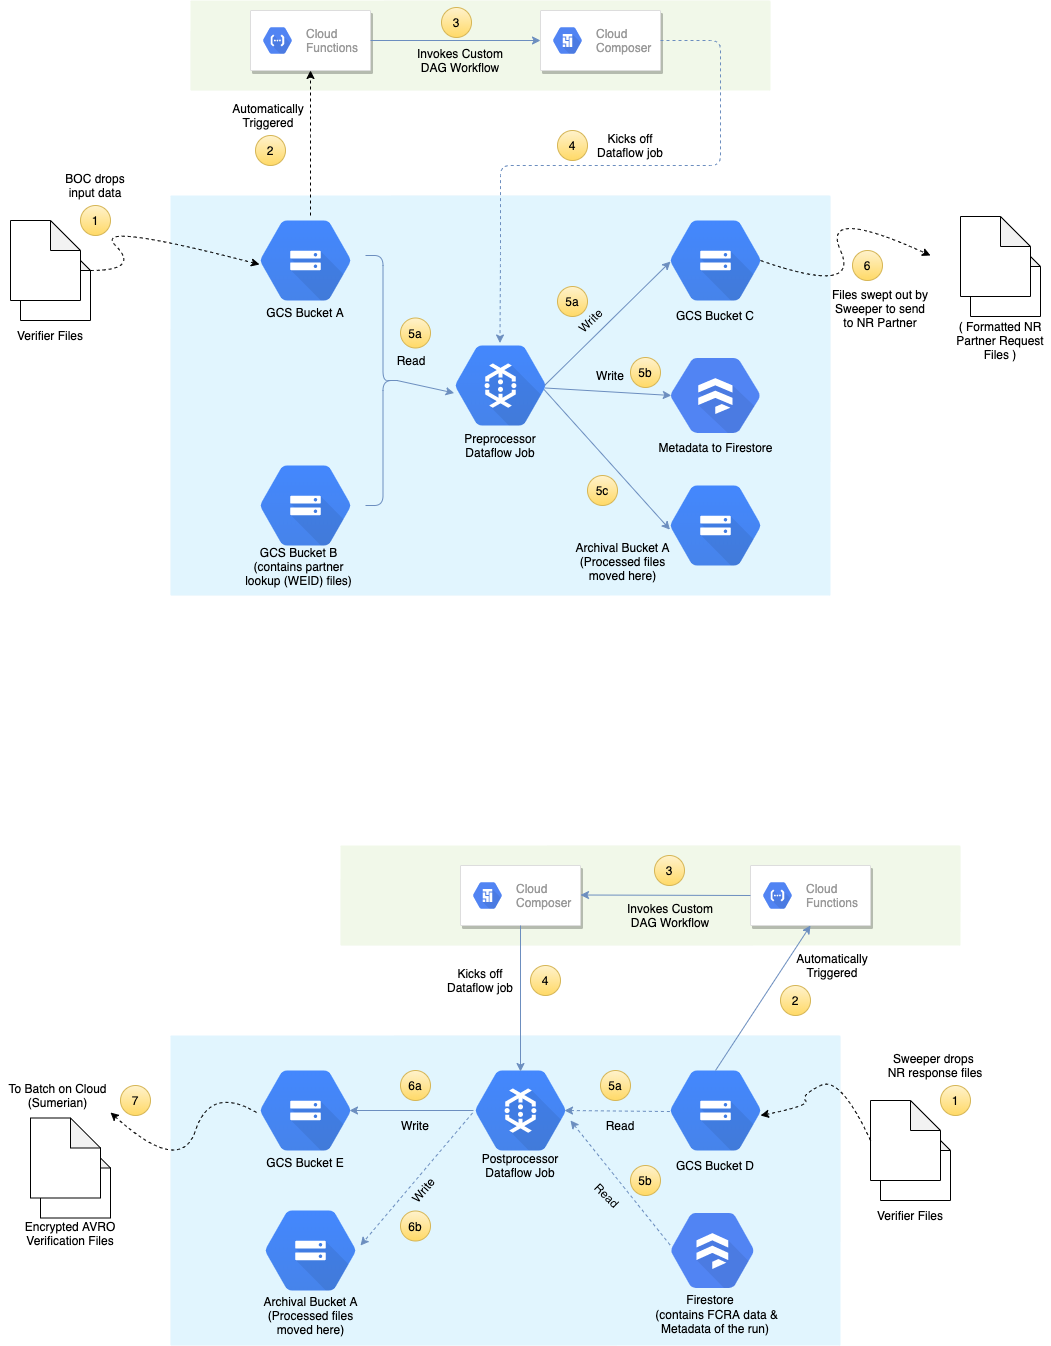 3
Cloud
Functions
Cloud
Composer
Invokes Custom
DAG Workflow
Automatically
Triggered
2
4
Kicks off
Dataflow job
BOC drops
input data
1
Verifier Files
GCS Bucket A
5a
Read
5a
Write
GCS Bucket C
6
Files swept out by
Sweeper to send
to NR Partner
( Formatted NR
Partner Request
Files )
Write
5b
Preprocessor
Dataflow Job
Metadata to Firestore
5c
GCS Bucket B
(contains partner
lookup (WEID) files)
Archival Bucket A
(Processed files
moved here)
3
Cloud
Composer
Cloud
Functions
Invokes Custom
DAG Workflow
Kicks off
Dataflow job
4
Automatically
Triggered
2
Sweeper drops
NR response files
1
To Batch on Cloud
(Sumerian)
7
6a
Write
5a
Read
GCS Bucket E
Postprocessor
Dataflow Job
GCS Bucket D
Write
6b
Read
5b
Verifier Files
Encrypted AVRO
Verification Files
Archival Bucket A
(Processed files
moved here)
Firestore
(contains FCRA data &
Metadata of the run)